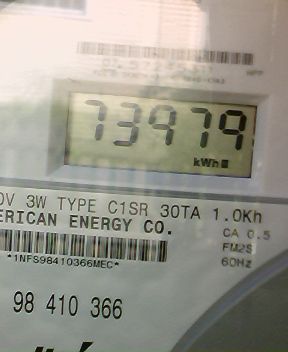 73979
kWh
0V 3W TYPE C1SR 30TA 1.0Kh
ERICAN ENERGY CO.
CA 0.5
*1NFS98410366MEC*
FM2S
60Hz
98 410 366